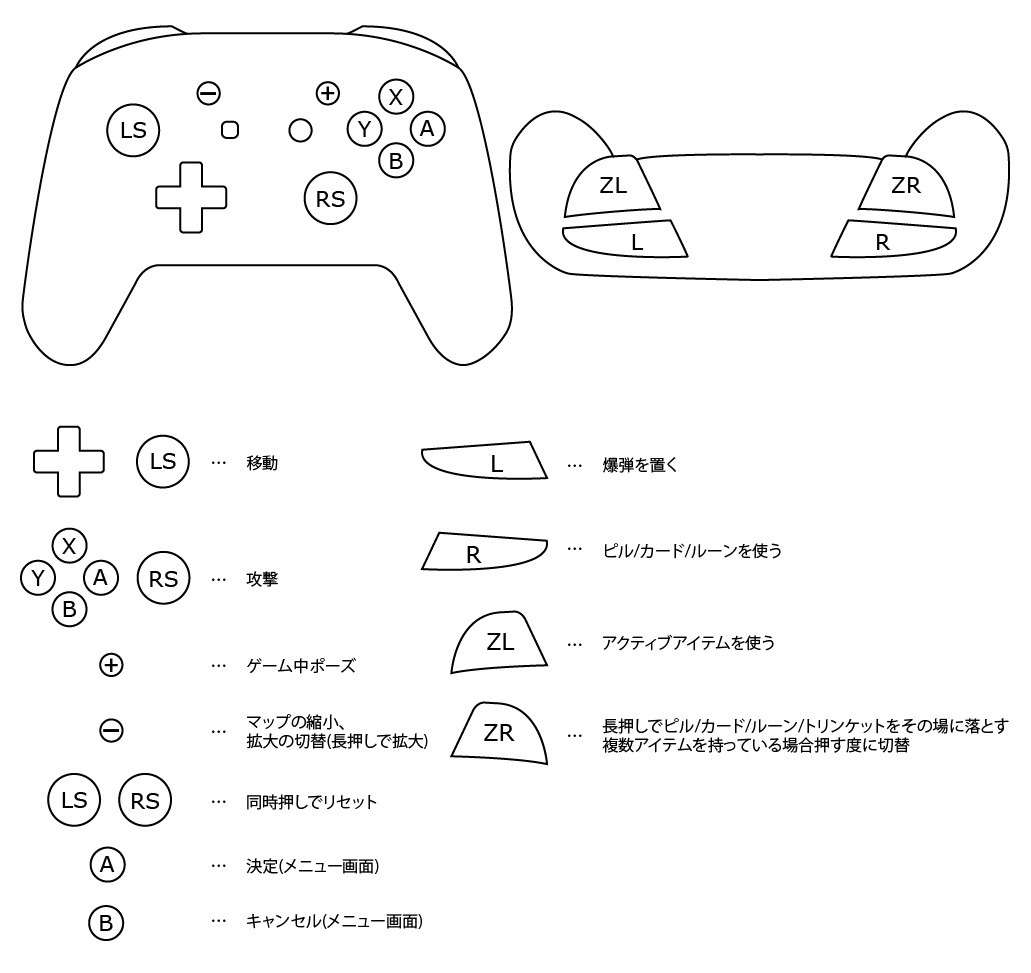 X
LS
Y
A
B
RS
ZL
ZR
L
R
LS … 移動
L … 爆弾を置く
X
Y
A
B
RS … 攻撃
R … ピル/カード/ルーンを使う
… ゲーム中ポーズ
ZL … アクティブアイテムを使う
… マップの縮小、
拡大の切替(長押しで拡大)
ZR … 長押しでピル/カード/ルーン/トリンケットをその場に落とす
複数アイテムを持っている場合押す度に切替
LS RS … 同時押しでリセット
A … 決定(メニュー画面)
B … キャンセル(メニュー画面)